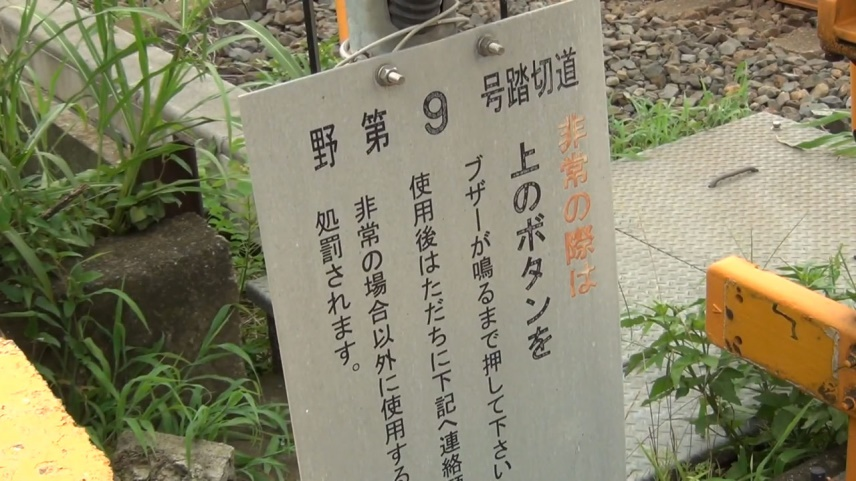 野第9号踏切道
非常の際は
上のボタンを
ブザーが鳴るまで押して下さい
使用後はただちに下記へ連絡
非常の場合以外に使用する
処罰されます。